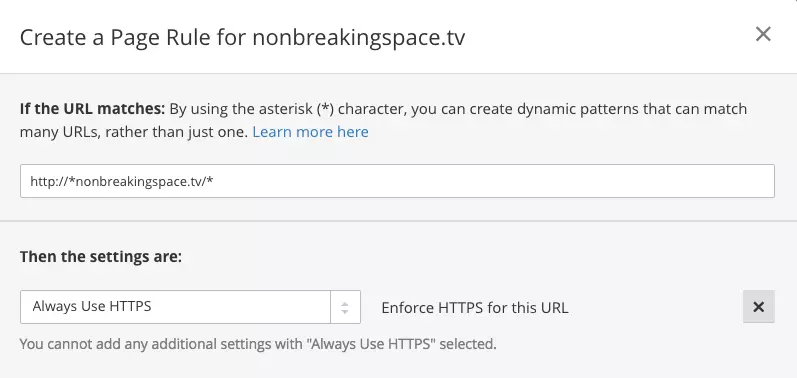 Create a Page Rule for nonbreakingspace.tv
If the URL matches: By using the asterisk (*) character, you can create dynamic patterns that can match
many URLs, rather than just one. Learn more here
http://*nonbreakingspace.tv/*
Then the settings are:
Always Use HTTPS
Enforce HTTPS for this URL
You cannot add any additional settings with "Always Use HTTPS" selected.